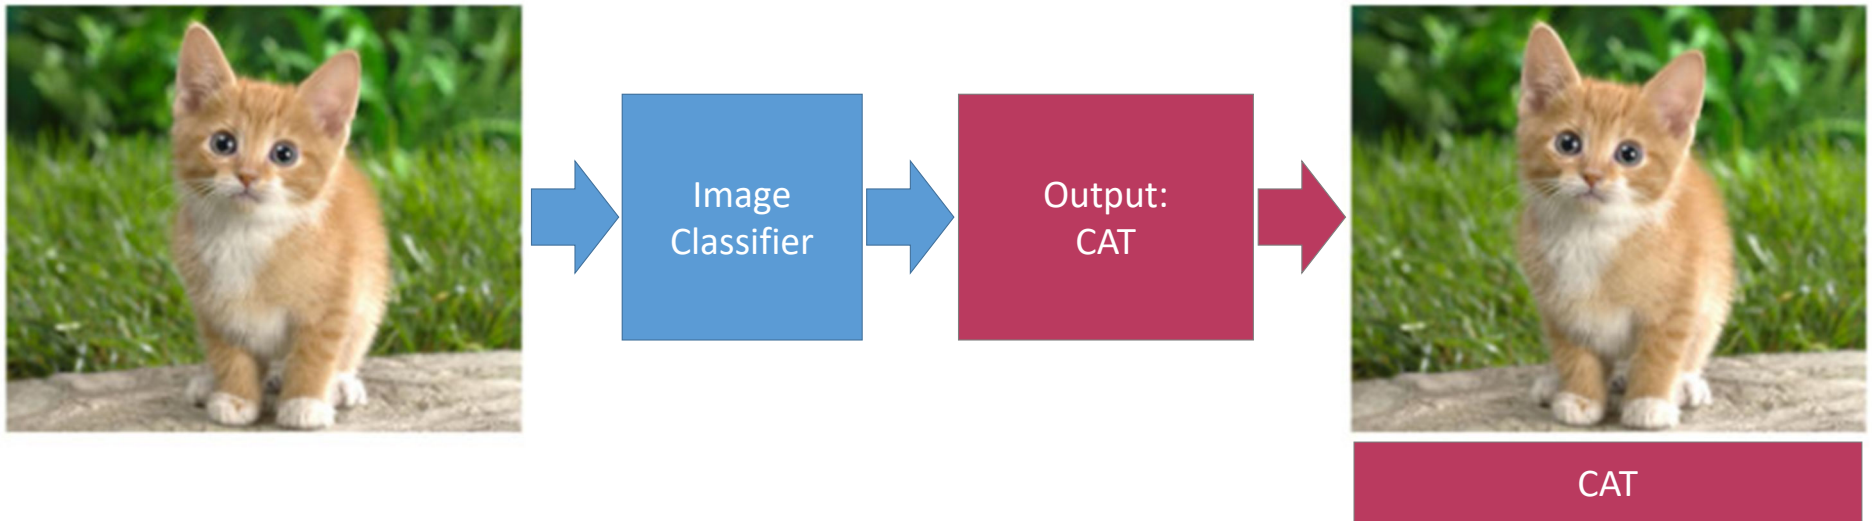 Image
Classifier
Output:
CAT
CAT